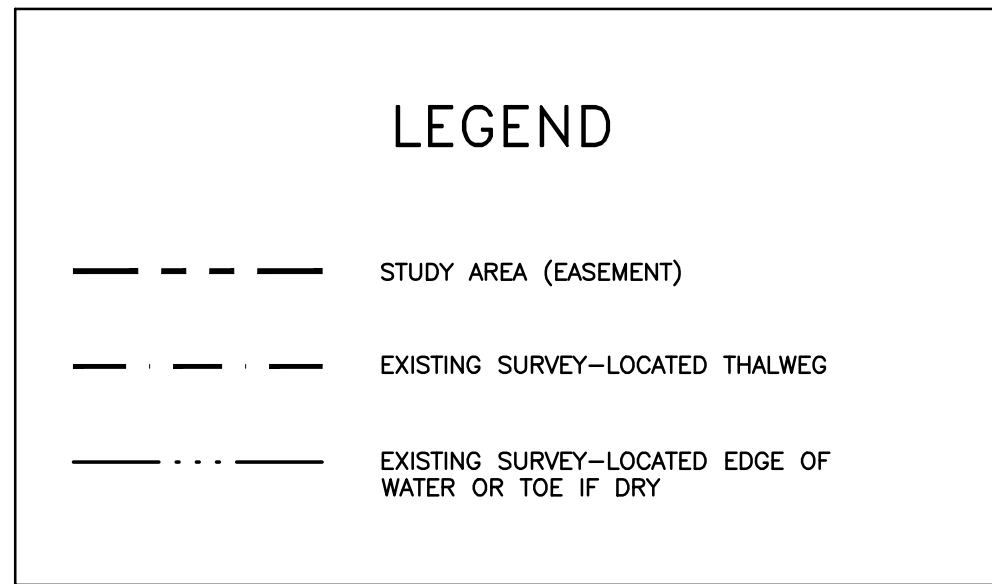 LEGEND
STUDY AREA (EASEMENT)
EXISTING SURVEY-LOCATED THALWEG
EXISTING SURVEY-LOCATED EDGE OF
WATER OR TOE IF DRY